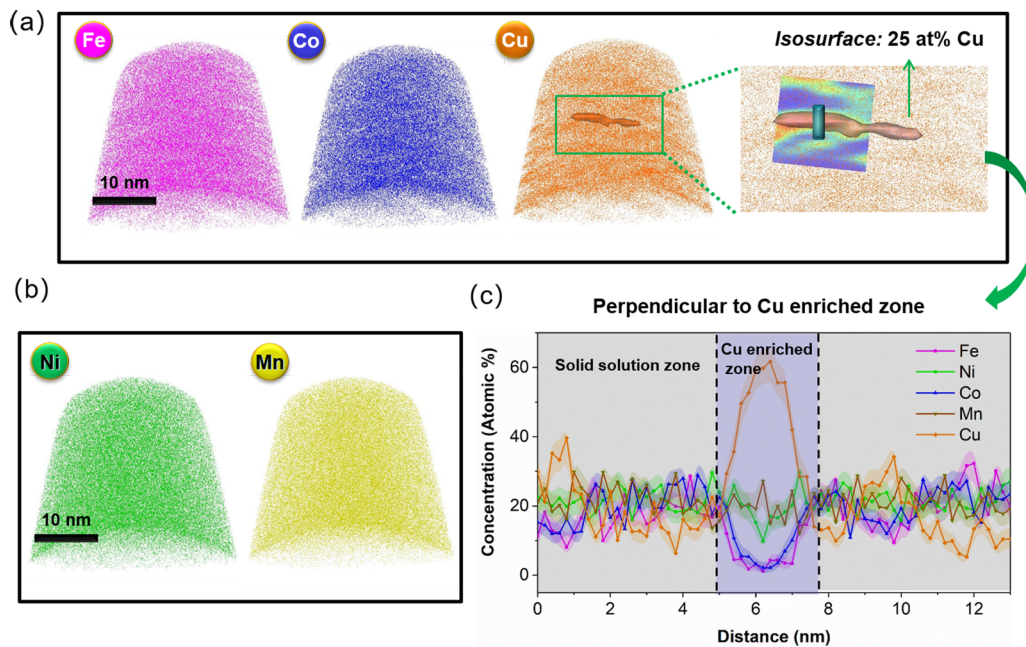 (a)
Fe
Co
Cu
Isosurface: 25 at% Cu
10 nm
(b)
Ni
Mn
10 nm
(c)
Perpendicular to Cu enriched zone
Solid solution zone
Cu enriched
zone
Fe
Ni
Co
Mn
Cu
Concentration (Atomic %)
60
40
20
0
0
2
4
6
8
10
12
Distance (nm)